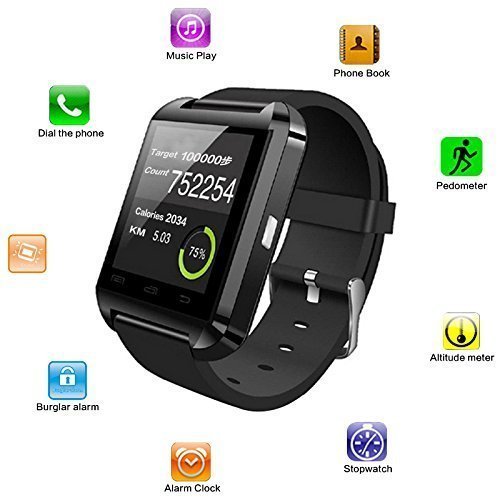 Music Play
Phone Book
Dial the phone
Target 100000步
Count 752254
Calories 2034
KM 5.03
75%
Pedometer
Altitude meter
Burglar alarm
Stopwatch
Alarm Clock